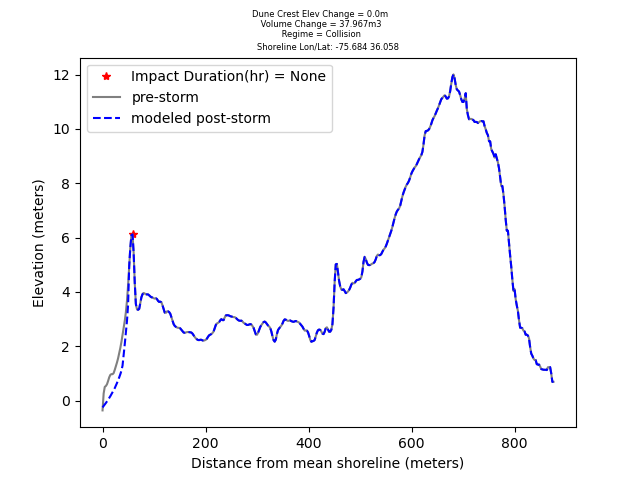 Dune Crest Elev Change = 0.0m
Volume Change = 37.967m3
Regime = Collision
Shoreline Lon/Lat: -75.684 36.058
Impact Duration(hr) = None
pre-storm
modeled post-storm
12
10
8
6
4
2
0
Elevation (meters)
0 200 400 600 800
Distance from mean shoreline (meters)